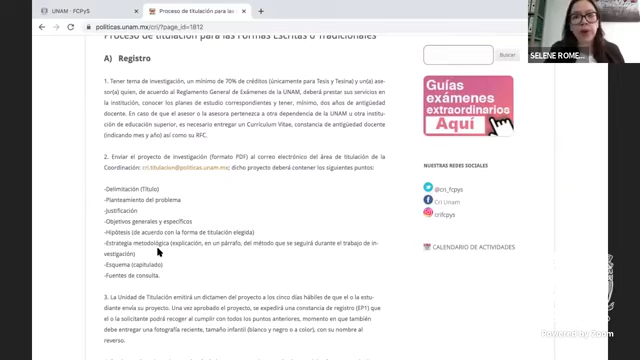 UNAM · FCPyS
Proceso de titulación para las
politicas.unam.mx/cri/?page_id=1812
Proceso de titulación para las Formas Escritas o Tradicionales
A) Registro
1. Tener tema de investigación, un mínimo de 70% de créditos (únicamente para Tesis y Tesina) y un(a) ase-
sor(a) quien, de acuerdo al Reglamento General de Exámenes de la UNAM, deberá prestar sus servicios en
la institución, conocer los planes de estudio correspondientes y tener, mínimo, dos años de antigüedad
docente. En caso de que el asesor o la asesora pertenezca a otra dependencia de la UNAM u otra insti-
tución de educación superior, es necesario entregar un Currículum Vitae, constancia de antigüedad docente
(indicando mes y año) así como su RFC.
2. Enviar el proyecto de investigación (formato PDF) al correo electrónico del área de titulación de la
Coordinación: cri.titulacion@politicas.unam.mx; dicho proyecto deberá contener los siguientes puntos:
-Delimitación (Título)
-Planteamiento del problema
-Justificación
-Objetivos generales y específicos
-Hipótesis (de acuerdo con la forma de titulación elegida)
-Estrategia metodológica (explicación, en un párrafo, del método que se seguirá durante el trabajo de in-
vestigación)
-Esquema (capitulado)
-Fuentes de consulta.
3. La Unidad de Titulación emitirá un dictamen del proyecto a los cinco días hábiles de que el o la estu-
diante envía su proyecto. Una vez aprobado el proyecto, se expedirá una constancia de registro (EP1) que
el o la solicitante podrá recoger al cumplir con todos los puntos anteriores, momento en que también
debe entregar una fotografía reciente, tamaño infantil (blanco y negro o a color), con su nombre al
reverso.
Buscar
Guías
exámenes
extraordinarios
Aquí
NUESTRAS REDES SOCIALES
@cri_fcpys
Cri Unam
crifcpys
CALENDARIO DE ACTIVIDADES
SELENE ROME...
Powered by Zoom